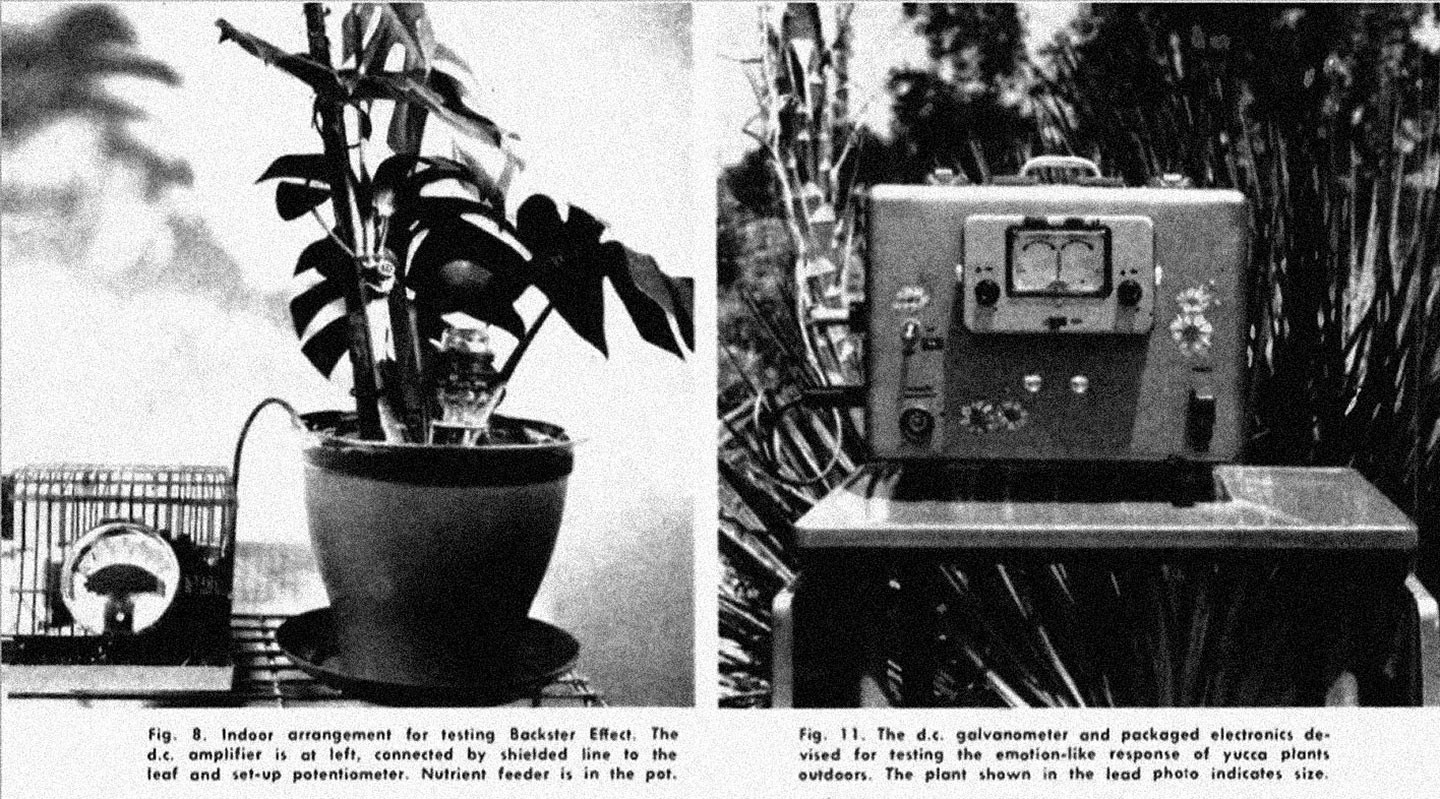 Fig. 8. Indoor arrangement for testing Backster Effect. The
d.c. amplifier is at left, connected by shielded line to the
leaf and set-up potentiometer. Nutrient feeder is in the pot.
Fig. 11. The d.c. galvanometer and packaged electronics de-
vised for testing the emotion-like response of yucca plants
outdoors. The plant shown in the lead photo indicates size.